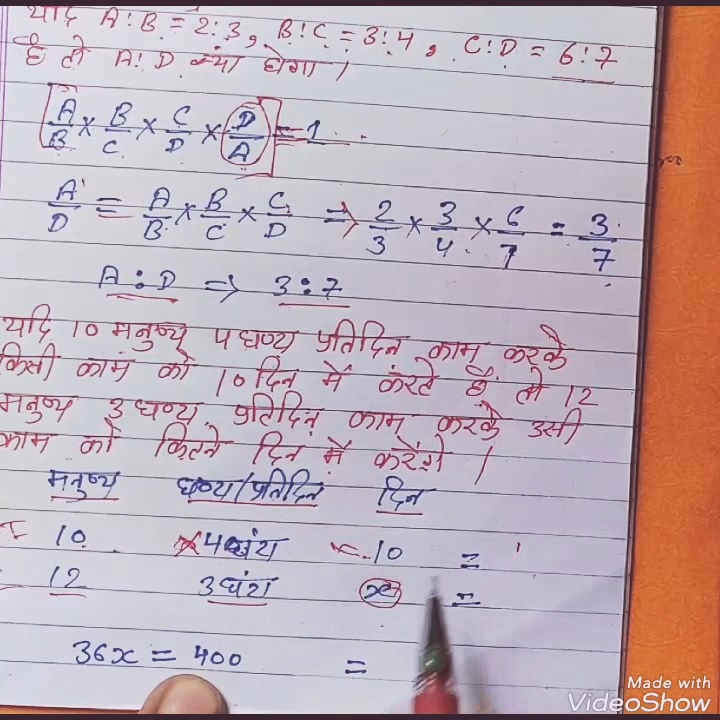 यदि A:B = 2:3, B:C = 3:4, C:D = 6:7
है तो A:D क्या होगा।
A/B × B/C × C/D × D/A = 1
A/D = A/B × B/C × C/D ⇒ 2/3 × 3/4 × 6/7 = 3/7
A:D ⇒ 3:7
यदि 10 मनुष्य 4 घण्टा प्रतिदिन काम करके
किसी काम को 10 दिन में करते हैं तो 12
मनुष्य 3 घण्टा प्रतिदिन काम करके उसी
काम को कितने दिन में करेंगे।
मनुष्य घण्टा/प्रतिदिन दिन
10 × 4 घंटा × 10 =
12 3 घंटा x =
36x = 400 =
Made with
VideoShow